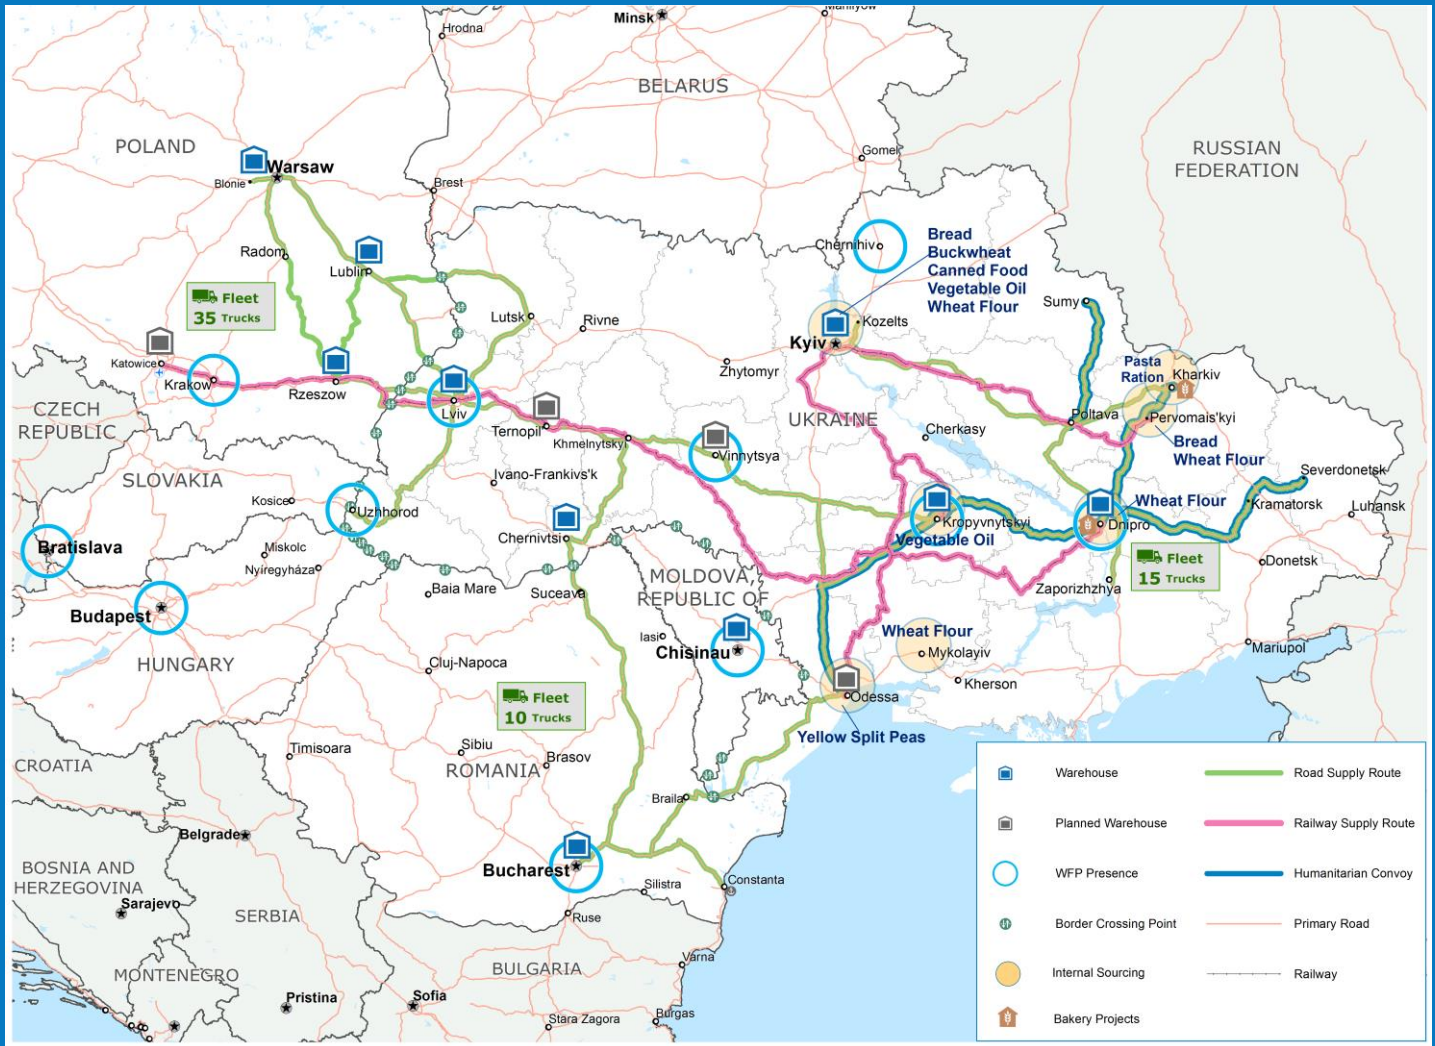 Minsk
Mahilyow
Hrodna
BELARUS
POLAND
RUSSIAN
FEDERATION
Gomel
Warsaw
Blonie
Brest
Chernihiv
Bread
Buckwheat
Canned Food
Vegetable Oil
Wheat Flour
Radom
Lublin
Fleet
35 Trucks
Sumy
Lutsk
Rivne
Kozelts
Kyiv
Katowice
Krakow
Rzeszow
Zhytomyr
Pasta
Ration
Kharkiv
CZECH
REPUBLIC
Lviv
Ternopil
Khmelnytskyi
UKRAINE
Cherkasy
Poltava
Pervomais'kyi
Bread
Wheat Flour
Vinnytsya
SLOVAKIA
Ivano-Frankivs'k
Severdonetsk
Kosice
Uzhhorod
Kropyvnytskyi
Vegetable Oil
Wheat Flour
Dnipro
Kramatorsk
Luhansk
Bratislava
Miskolc
Nyíregyháza
Chernivtsi
Fleet
15 Trucks
Donetsk
Baia Mare
Suceava
MOLDOVA,
REPUBLIC OF
Zaporizhzhya
Budapest
HUNGARY
Iasi
Chisinau
Wheat Flour
Mykolayiv
Mariupol
Cluj-Napoca
Kherson
Odessa
Fleet
10 Trucks
Yellow Split Peas
Timisoara
Sibiu
Brasov
ROMANIA
CROATIA
Braila
Belgrade
BOSNIA AND
HERZEGOVINA
Bucharest
Silistra
Constanta
Sarajevo
SERBIA
Ruse
MONTENEGRO
BULGARIA
Varna
Pristina
Sofia
Stara Zagora
Burgas
Warehouse
Road Supply Route
Planned Warehouse
Railway Supply Route
WFP Presence
Humanitarian Convoy
Border Crossing Point
Primary Road
Internal Sourcing
Railway
Bakery Projects